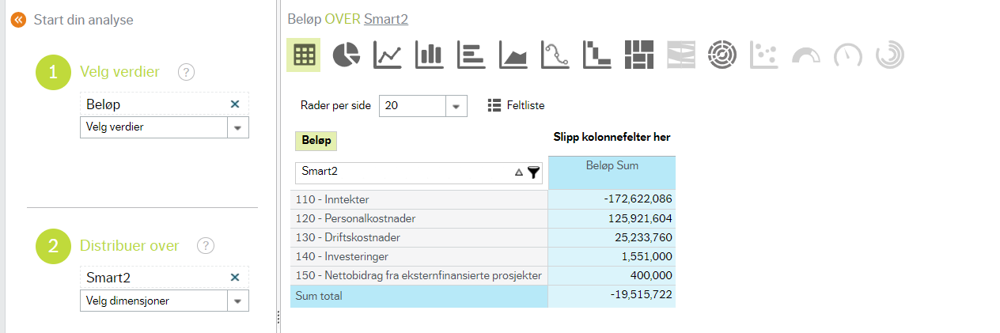 Start din analyse
1 Velg verdier ?
Beløp
Velg verdier
2 Distribuer over ?
Smart2
Velg dimensjoner
Beløp OVER Smart2
Rader per side 20 Feltliste
Beløp Slipp kolonnefelter her
Smart2 Beløp Sum
110 - Inntekter -172,622,086
120 - Personalkostnader 125,921,604
130 - Driftskostnader 25,233,760
140 - Investeringer 1,551,000
150 - Nettobidrag fra eksternfinansierte prosjekter 400,000
Sum total -19,515,722